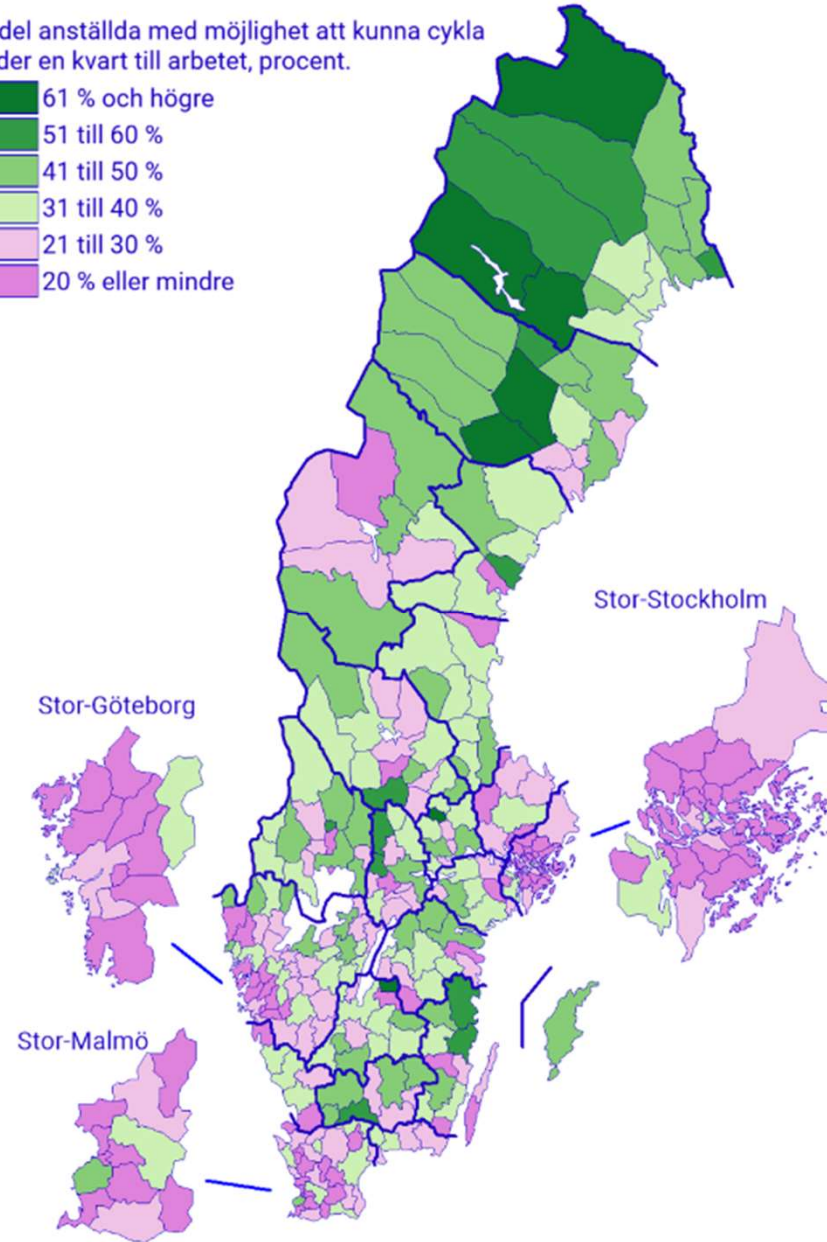 del anställda med möjlighet att kunna cykla
der en kvart till arbetet, procent.
61 % och högre
51 till 60 %
41 till 50 %
31 till 40 %
21 till 30 %
20 % eller mindre
Stor-Stockholm
Stor-Göteborg
Stor-Malmö